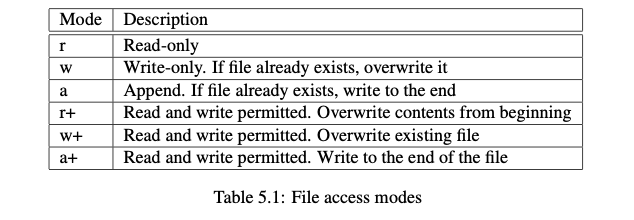 Mode Description
r Read-only
w Write-only. If file already exists, overwrite it
a Append. If file already exists, write to the end
r+ Read and write permitted. Overwrite contents from beginning
w+ Read and write permitted. Overwrite existing file
a+ Read and write permitted. Write to the end of the file
Table 5.1: File access modes